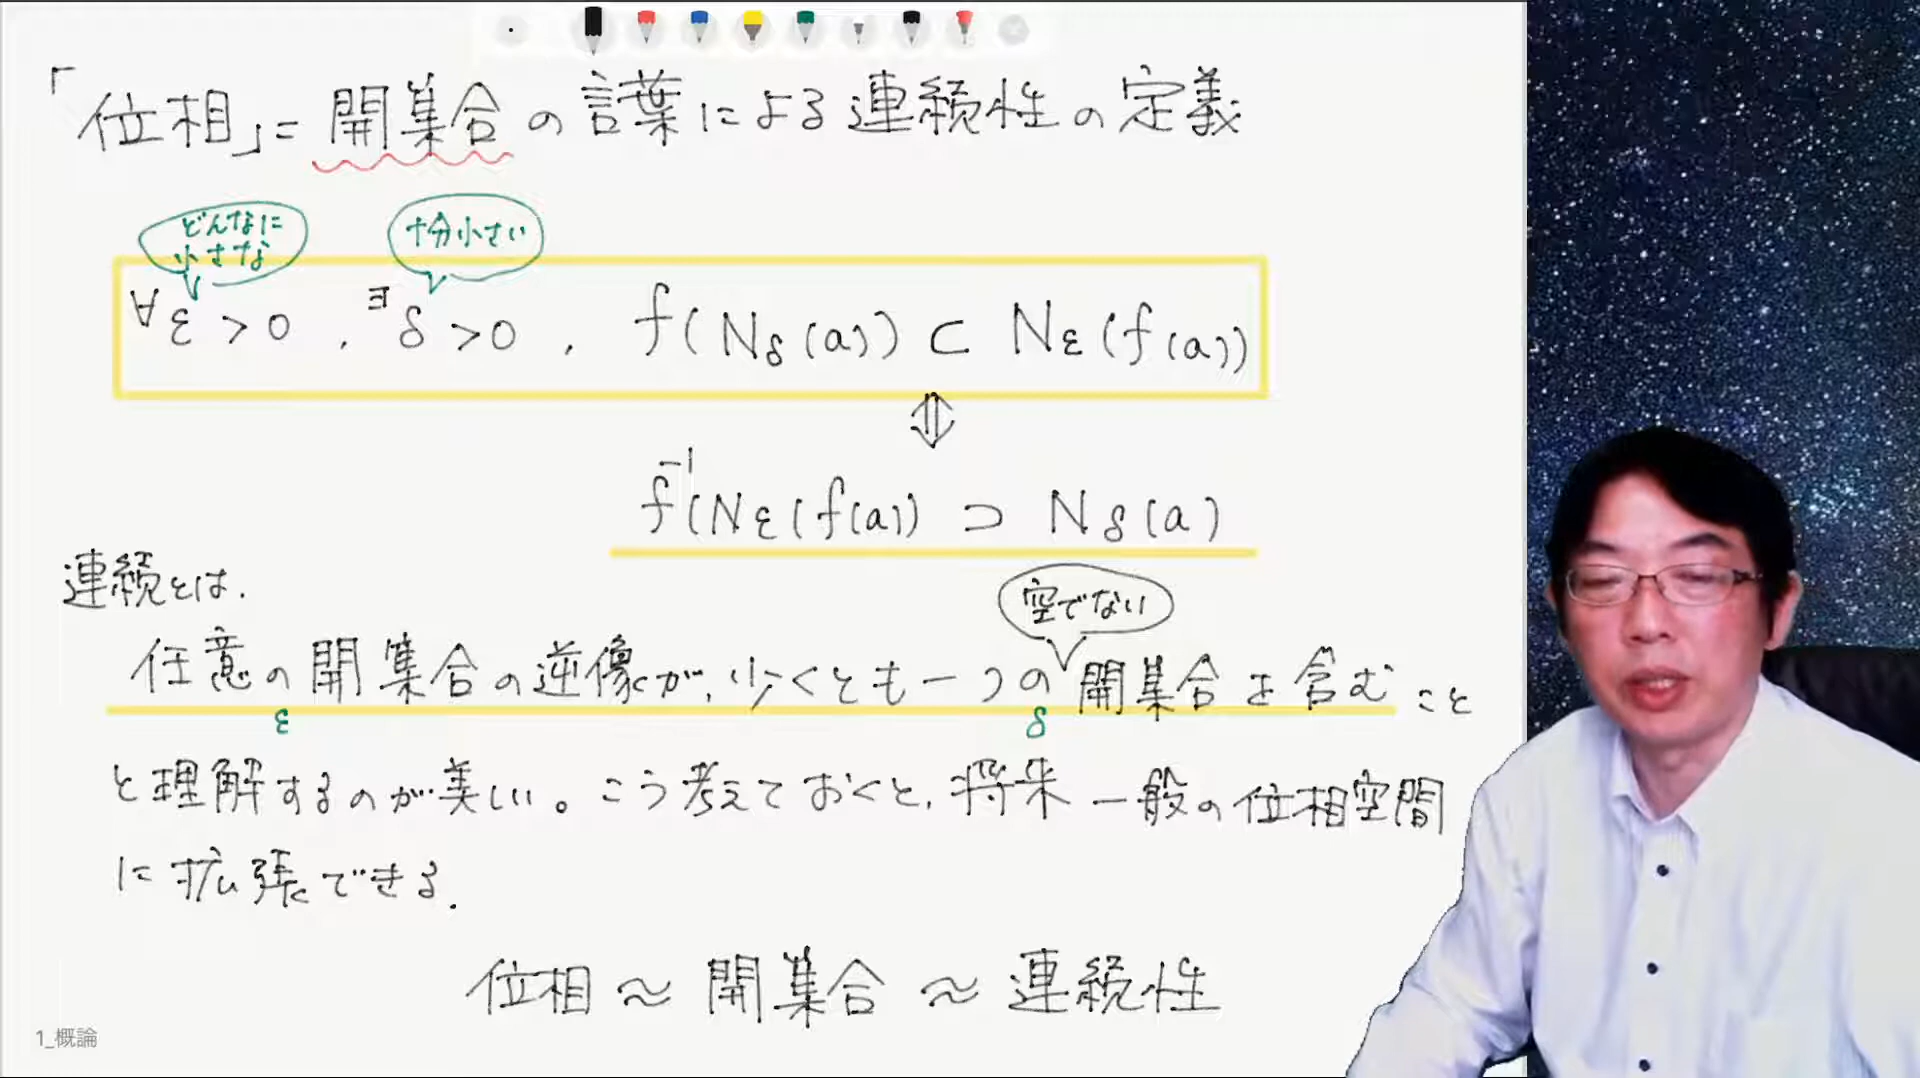 「位相」= 開集合の言葉による連続性の定義
どんなに
小さな
十分小さい
∀ε>0 , ∃δ>0 , f(Nδ(a)) ⊂ Nε(f(a))
⇕
f⁻¹(Nε(f(a)) ⊃ Nδ(a)
連続とは.
空でない
任意の開集合の逆像が, 少くとも一つの開集合を含むこと
ε δ
と理解するのが美しい。こう考えておくと, 将来一般の位相空間
に拡張できる.
位相 ≈ 開集合 ≈ 連続性
1_概論